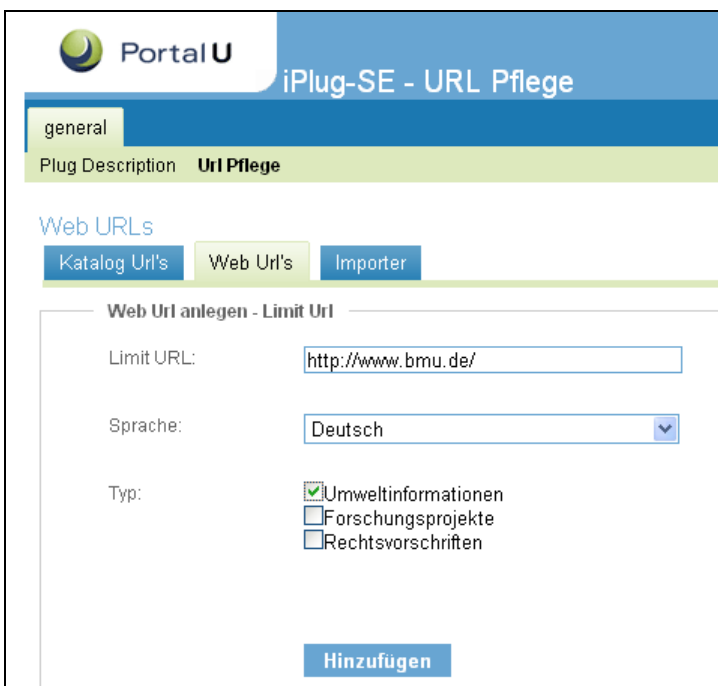 Portal U
iPlug-SE - URL Pflege
general
Plug Description Url Pflege
Web URLs
Katalog Url's Web Url's Importer
Web Url anlegen - Limit Url
Limit URL: http://www.bmu.de/
Sprache: Deutsch
Typ: Umweltinformationen
Forschungsprojekte
Rechtsvorschriften
Hinzufügen